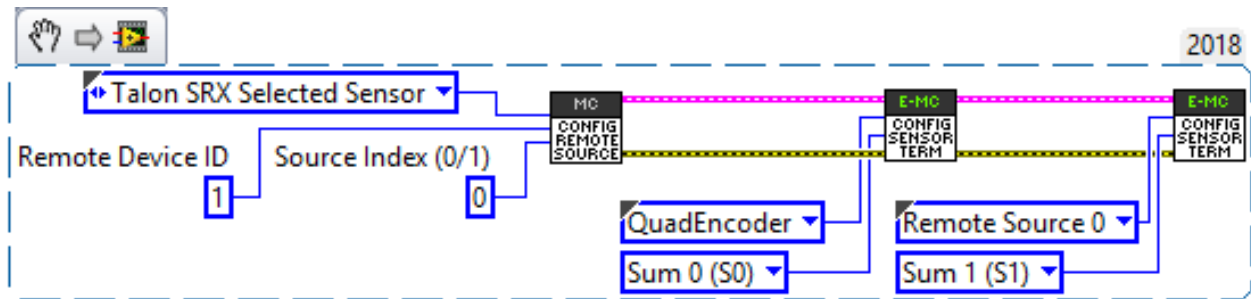 2018
Talon SRX Selected Sensor
MC
CONFIG
REMOTE
SOURCE
E-MC
CONFIG
SENSOR
TERM
E-MC
CONFIG
SENSOR
TERM
Remote Device ID
1
Source Index (0/1)
0
QuadEncoder
Sum 0 (S0)
Remote Source 0
Sum 1 (S1)